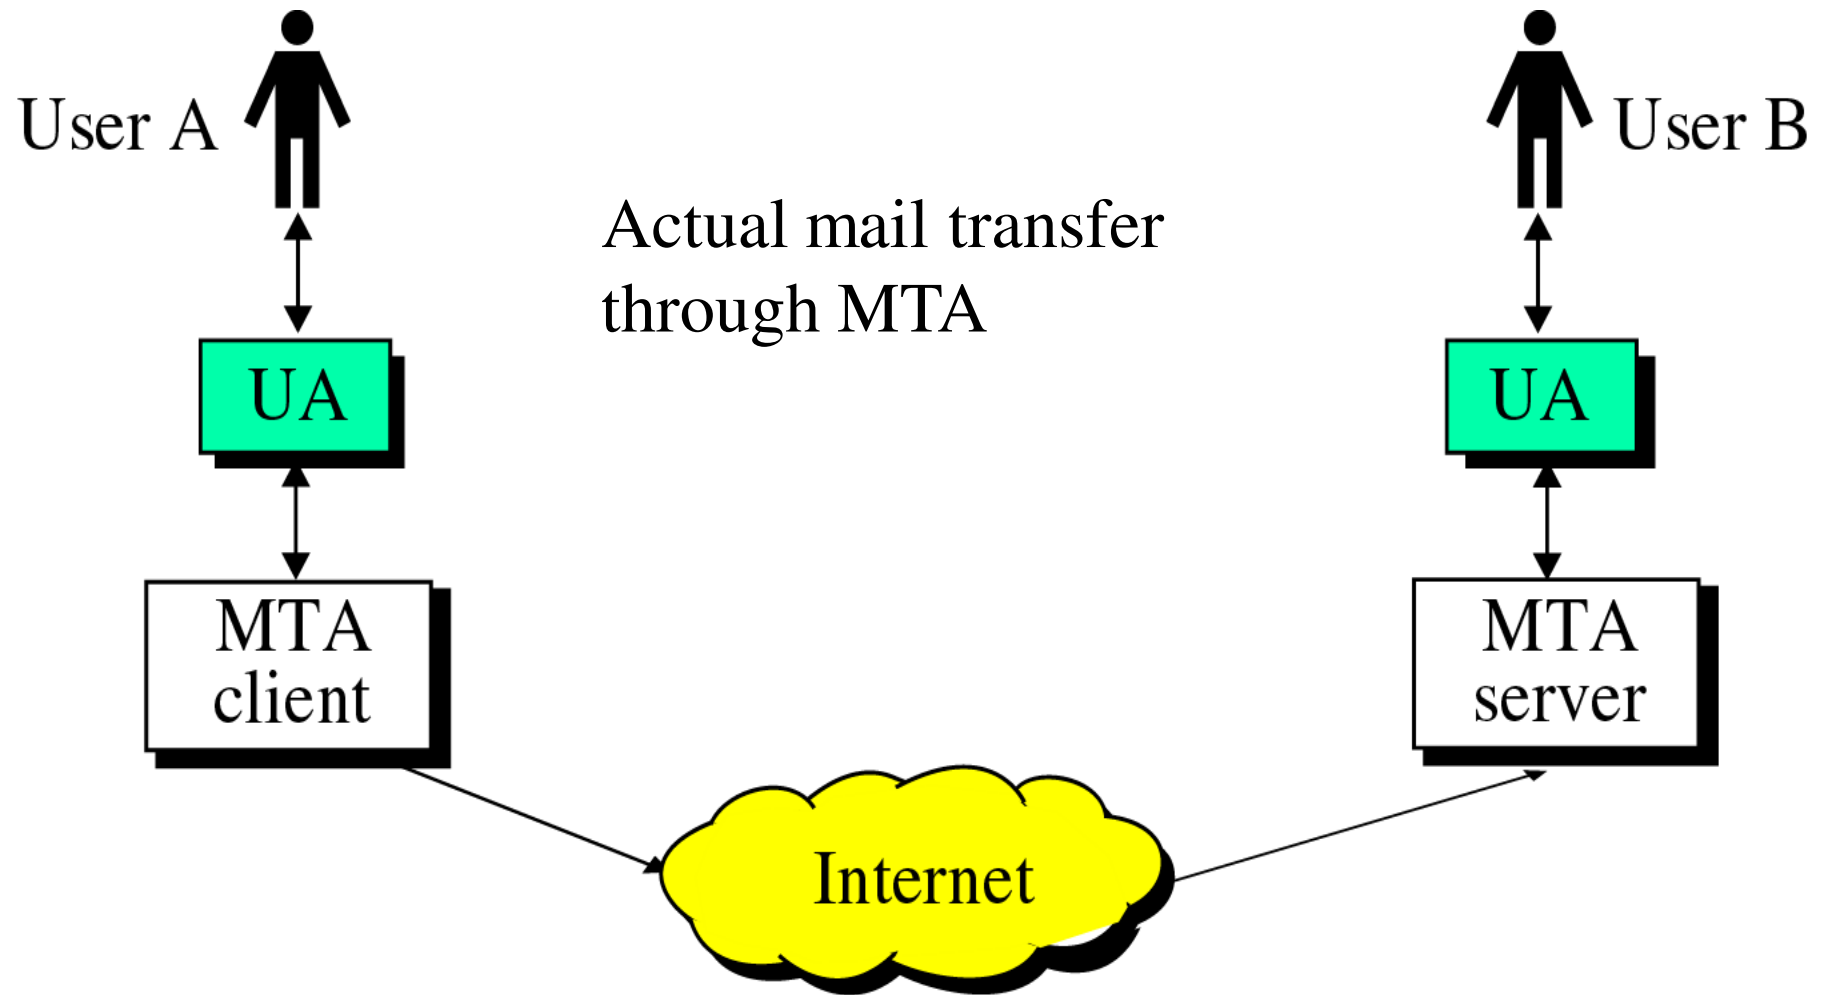 User A
User B
Actual mail transfer
through MTA
UA
UA
MTA
client
MTA
server
Internet